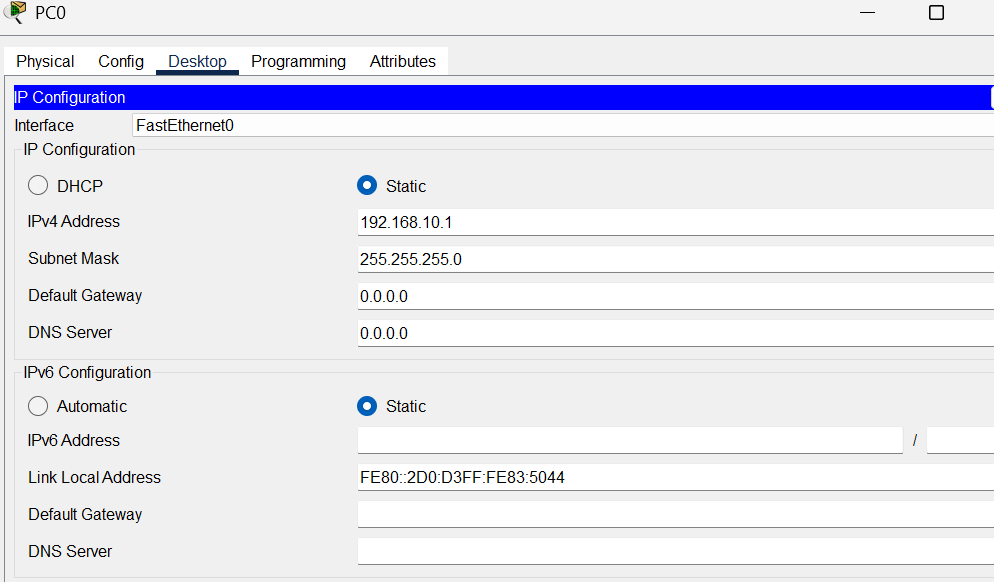 PC0
Physical Config Desktop Programming Attributes
IP Configuration
Interface FastEthernet0
IP Configuration
DHCP Static
IPv4 Address 192.168.10.1
Subnet Mask 255.255.255.0
Default Gateway 0.0.0.0
DNS Server 0.0.0.0
IPv6 Configuration
Automatic Static
IPv6 Address /
Link Local Address FE80::2D0:D3FF:FE83:5044
Default Gateway
DNS Server